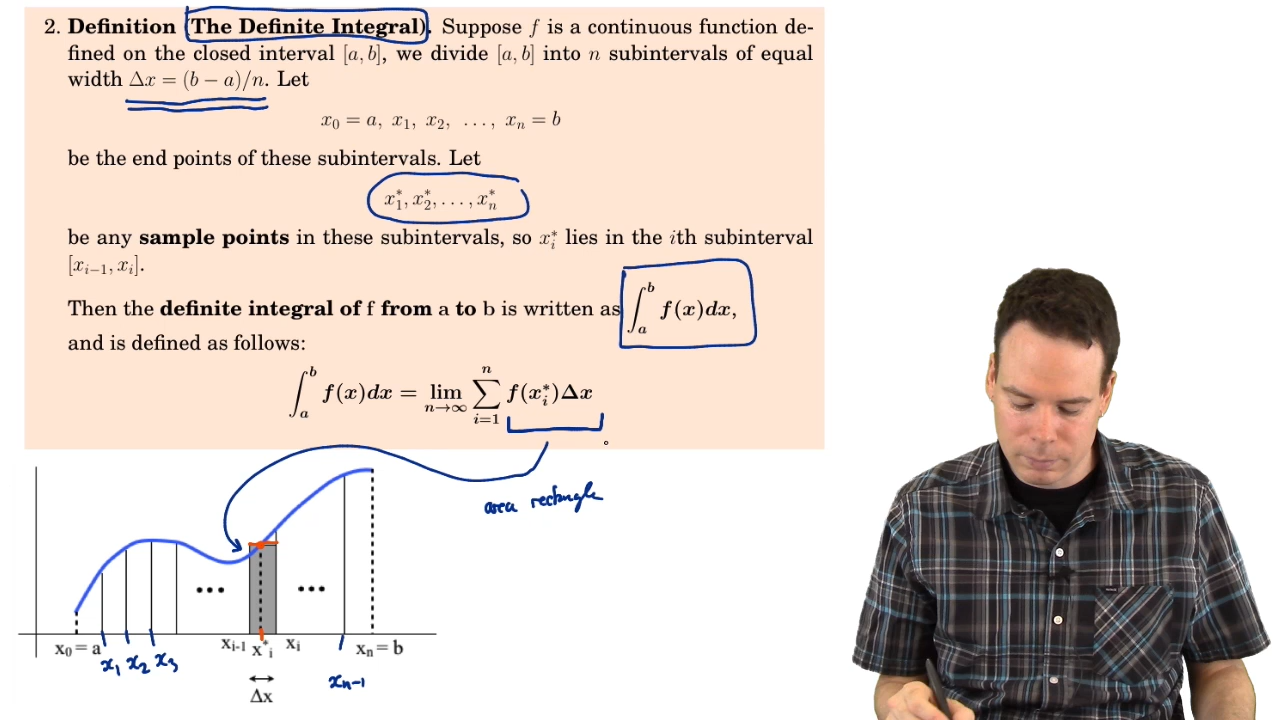 2. Definition (The Definite Integral). Suppose f is a continuous function de-
fined on the closed interval [a, b], we divide [a, b] into n subintervals of equal
width Δx = (b − a)/n. Let
x₀ = a, x₁, x₂, ..., xₙ = b
be the end points of these subintervals. Let
x₁*, x₂*, ..., xₙ*
be any sample points in these subintervals, so xᵢ* lies in the ith subinterval
[xᵢ₋₁, xᵢ].
Then the definite integral of f from a to b is written as ∫ₐᵇ f(x)dx,
and is defined as follows:
∫ₐᵇ f(x)dx = lim n→∞ ∑ i=1 n f(xᵢ*)Δx
area rectangle
... ...
x₀ = a x₁ x₂ x₃ xᵢ₋₁ x*ᵢ xᵢ xₙ₋₁ xₙ = b
Δx